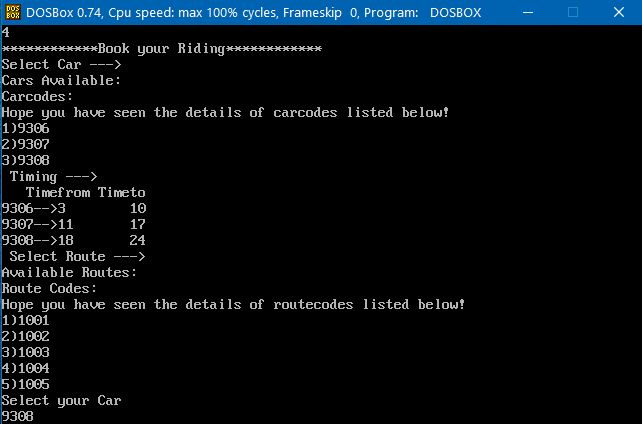 DOSBox 0.74, Cpu speed: max 100% cycles, Frameskip 0, Program: DOSBOX
4
************Book your Riding************
Select Car --->
Cars Available:
Carcodes:
Hope you have seen the details of carcodes listed below!
1)9306
2)9307
3)9308
Timing --->
Timefrom Timeto
9306-->3 10
9307-->11 17
9308-->18 24
Select Route --->
Available Routes:
Route Codes:
Hope you have seen the details of routecodes listed below!
1)1001
2)1002
3)1003
4)1004
5)1005
Select your Car
9308